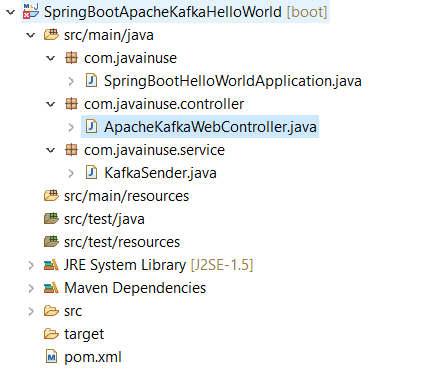 SpringBootApacheKafkaHelloWorld [boot]
src/main/java
com.javainuse
SpringBootHelloWorldApplication.java
com.javainuse.controller
ApacheKafkaWebController.java
com.javainuse.service
KafkaSender.java
src/main/resources
src/test/java
src/test/resources
JRE System Library [J2SE-1.5]
Maven Dependencies
src
target
pom.xml